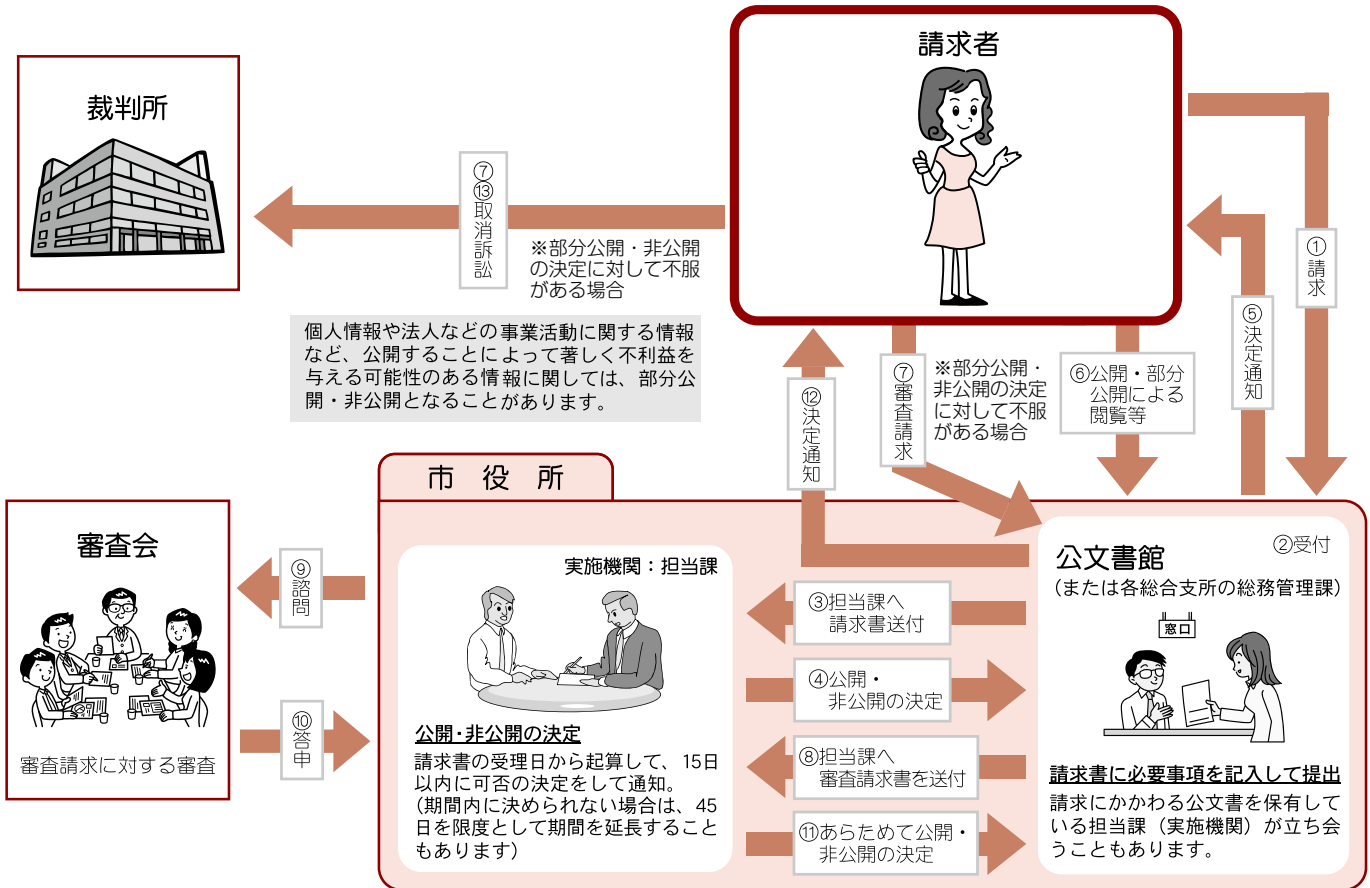 請求者
裁判所
⑦⑬取消訴訟
※部分公開・非公開
の決定に対して不服
がある場合
①請求
⑤決定通知
個人情報や法人などの事業活動に関する情報
など、公開することによって著しく不利益を
与える可能性のある情報に関しては、部分公
開・非公開となることがあります。
⑫決定通知
⑦審査請求
※部分公開・
非公開の決定
に対して不服
がある場合
⑥公開・部分
公開による
閲覧等
市役所
審査会
審査請求に対する審査
⑨諮問
⑩答申
実施機関：担当課
公開・非公開の決定
請求書の受理日から起算して、15日
以内に可否の決定をして通知。
(期間内に決められない場合は、45
日を限度として期間を延長すること
もあります)
③担当課へ
請求書送付
④公開・
非公開の決定
⑧担当課へ
審査請求書を送付
⑪あらためて公開・
非公開の決定
②受付
公文書館
(または各総合支所の総務管理課)
窓口
請求書に必要事項を記入して提出
請求にかかわる公文書を保有して
いる担当課（実施機関）が立ち会
うこともあります。